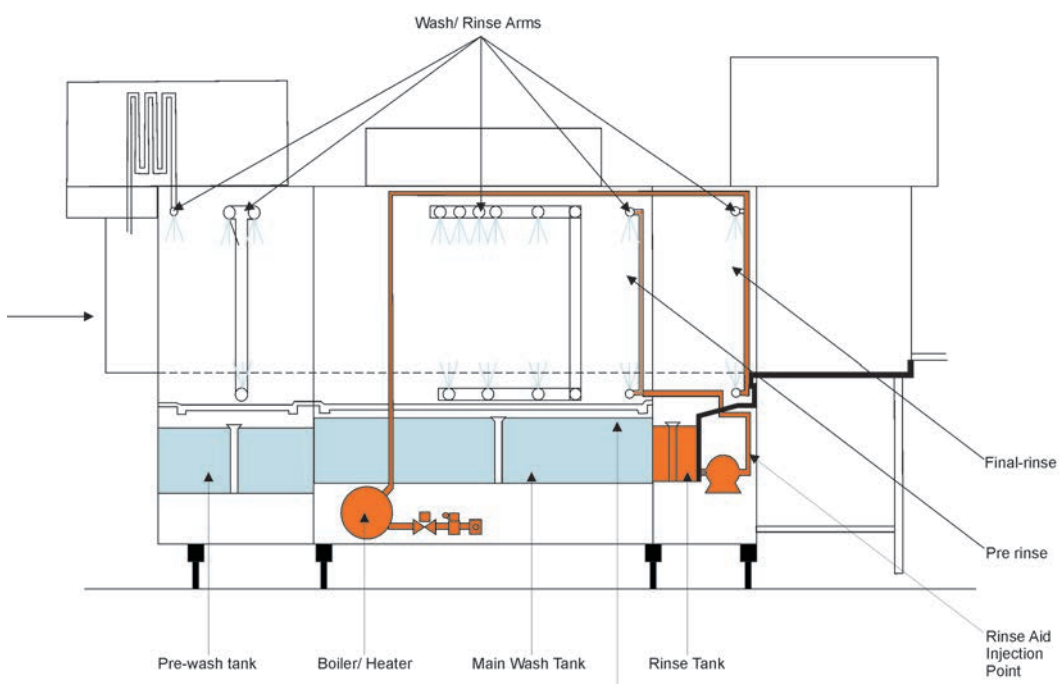 Wash/ Rinse Arms
Final-rinse
Pre rinse
Rinse Aid
Injection
Point
Pre-wash tank
Boiler/ Heater
Main Wash Tank
Rinse Tank